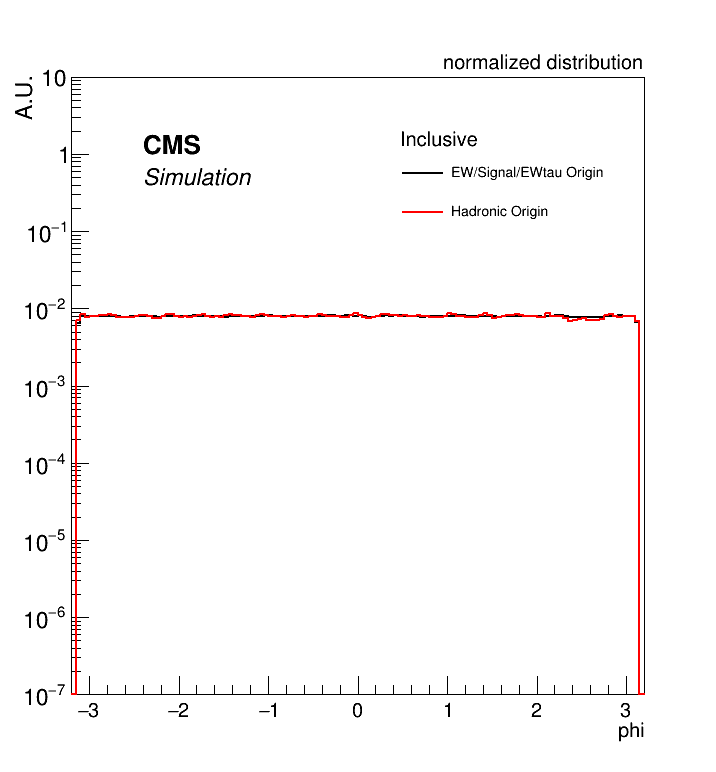 normalized distribution
A.U.
10
1
10⁻¹
10⁻²
10⁻³
10⁻⁴
10⁻⁵
10⁻⁶
10⁻⁷
CMS
Simulation
Inclusive
EW/Signal/EWtau Origin
Hadronic Origin
−3 −2 −1 0 1 2 3
phi